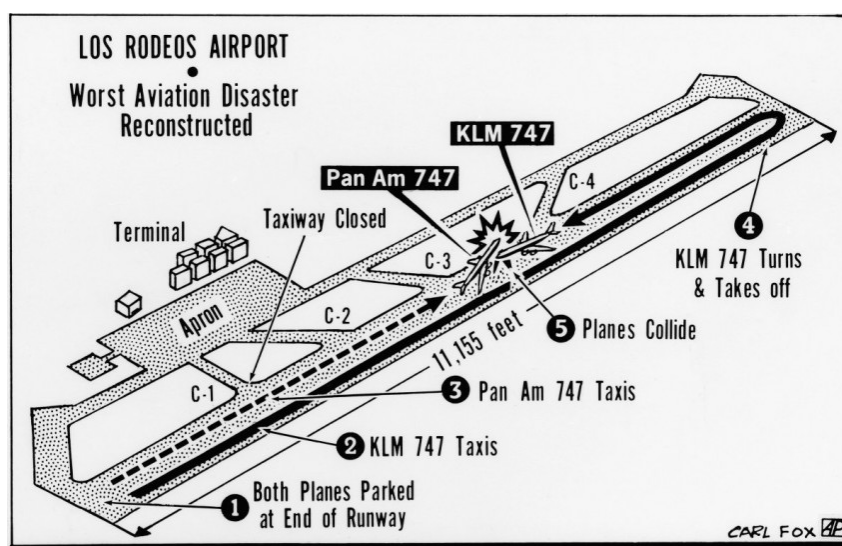 LOS RODEOS AIRPORT
•
Worst Aviation Disaster
Reconstructed
KLM 747
Pan Am 747
C-4
Taxiway Closed
Terminal
C-3
4
KLM 747 Turns
& Takes off
Apron
C-2
5 Planes Collide
11,155 feet
C-1
3 Pan Am 747 Taxis
2 KLM 747 Taxis
1 Both Planes Parked
at End of Runway
CARL FOX AP